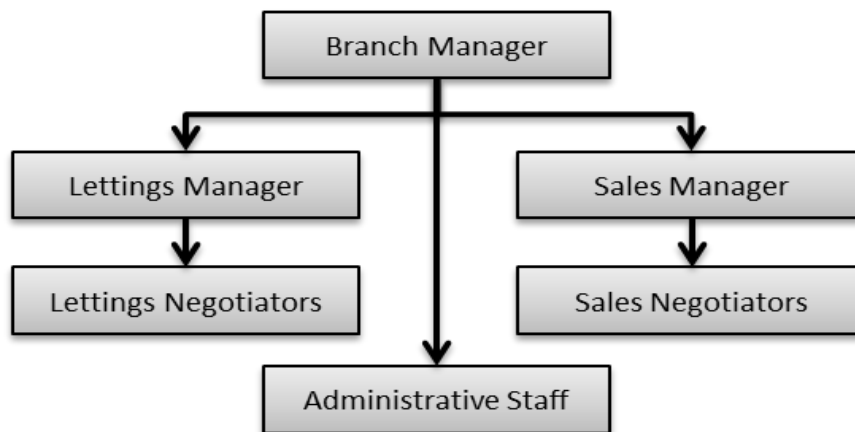 Branch Manager
Lettings Manager
Sales Manager
Lettings Negotiators
Sales Negotiators
Administrative Staff